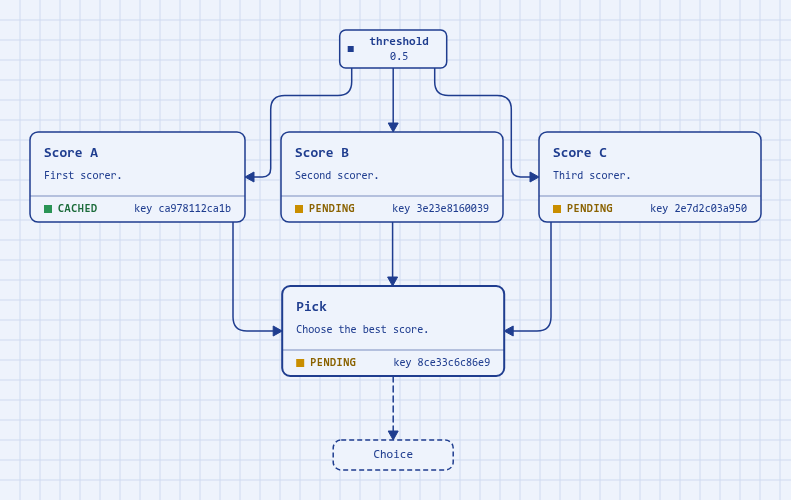 threshold
0.5
Score A
First scorer.
CACHED key ca978112ca1b
Score B
Second scorer.
PENDING key 3e23e8160039
Score C
Third scorer.
PENDING key 2e7d2c03a950
Pick
Choose the best score.
PENDING key 8ce33c6c86e9
Choice